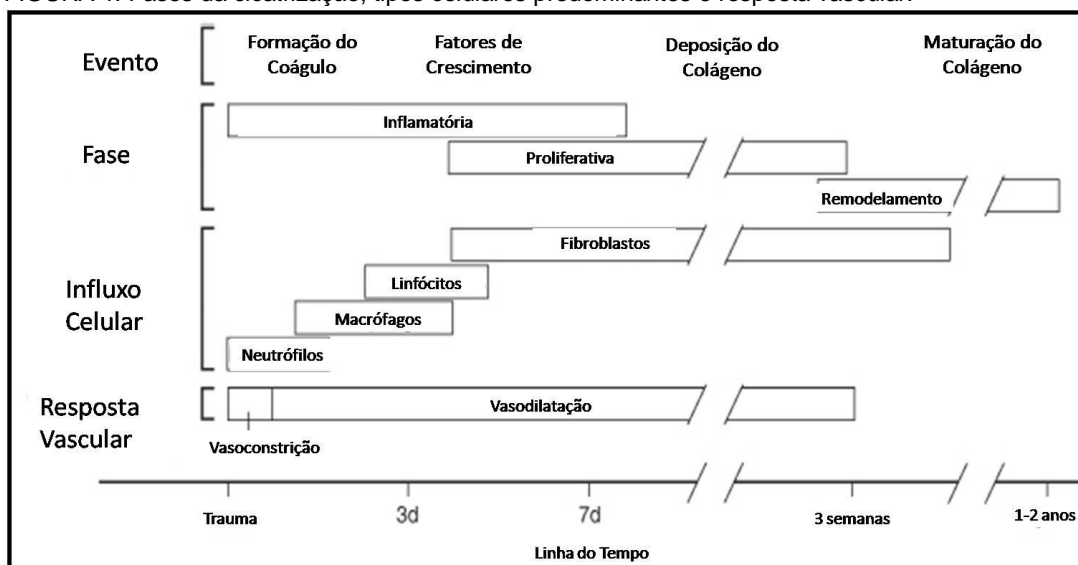 Evento
Formação do
Coágulo
Fatores de
Crescimento
Deposição do
Colágeno
Maturação do
Colágeno
Fase
Inflamatória
Proliferativa
Remodelamento
Influxo
Celular
Fibroblastos
Linfócitos
Macrófagos
Neutrófilos
Resposta
Vascular
Vasodilatação
Vasoconstrição
Trauma
3d
7d
3 semanas
1-2 anos
Linha do Tempo